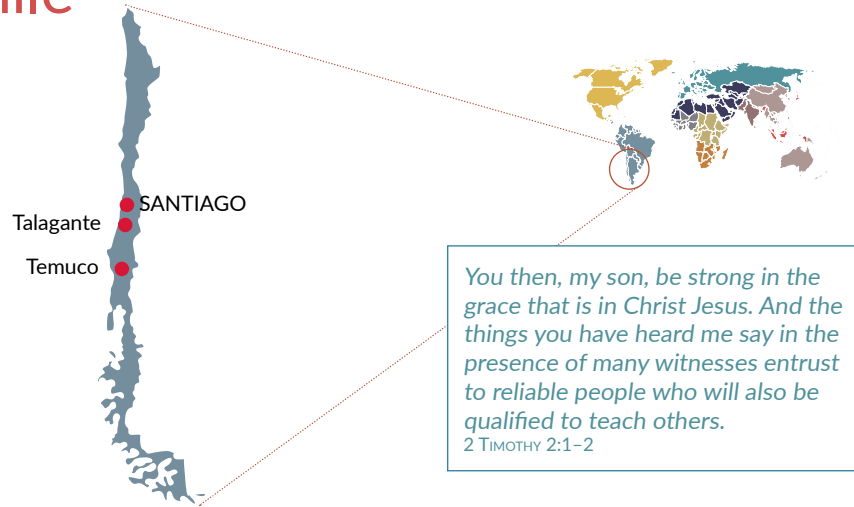 SANTIAGO
Talagante
Temuco
You then, my son, be strong in the
grace that is in Christ Jesus. And the
things you have heard me say in the
presence of many witnesses entrust
to reliable people who will also be
qualified to teach others.
2 Timothy 2:1–2